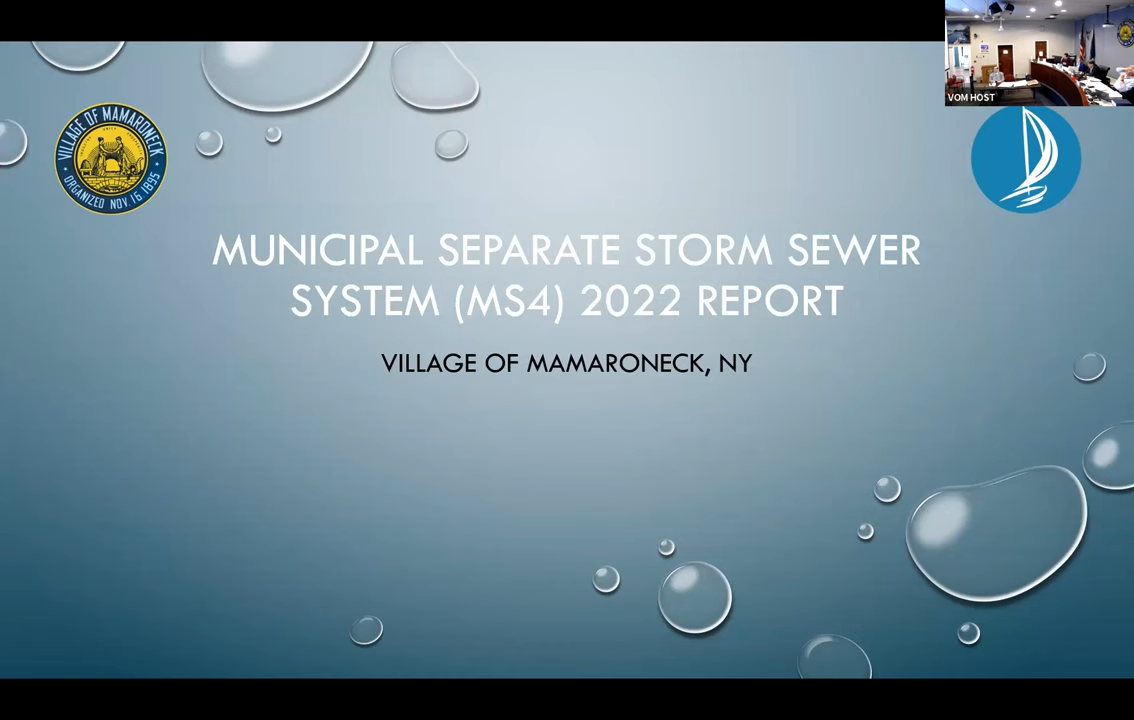 VOM HOST
VILLAGE OF MAMARONECK
ORGANIZED NOV. 16 1895
MUNICIPAL SEPARATE STORM SEWER
SYSTEM (MS4) 2022 REPORT
VILLAGE OF MAMARONECK, NY